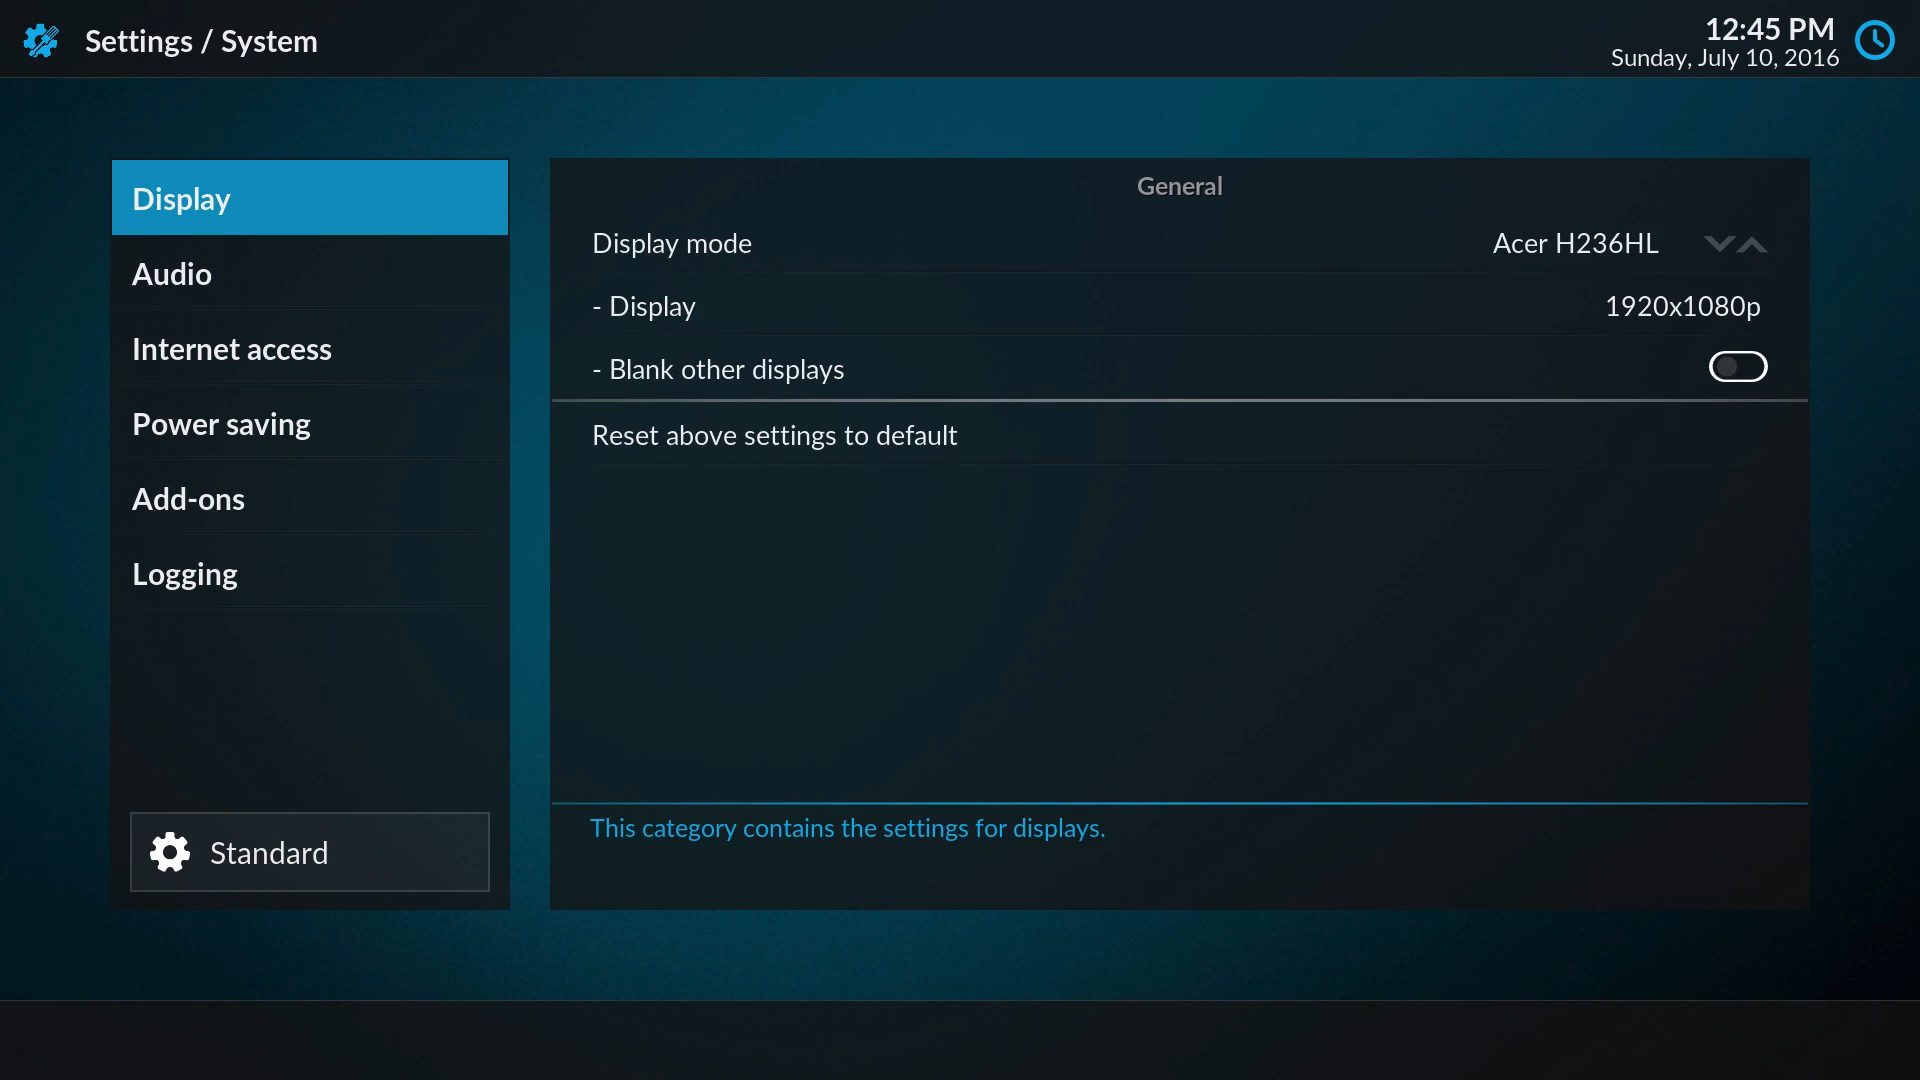 Settings / System
12:45 PM
Sunday, July 10, 2016
Display
Audio
Internet access
Power saving
Add-ons
Logging
Standard
General
Display mode Acer H236HL
- Display 1920x1080p
- Blank other displays
Reset above settings to default
This category contains the settings for displays.